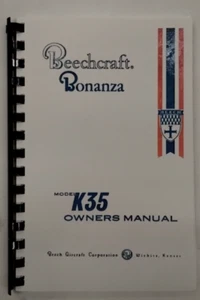 Beechcraft.
Bonanza
MODEL
K35
OWNERS MANUAL
Beech Aircraft Corporation Wichita, Kansas